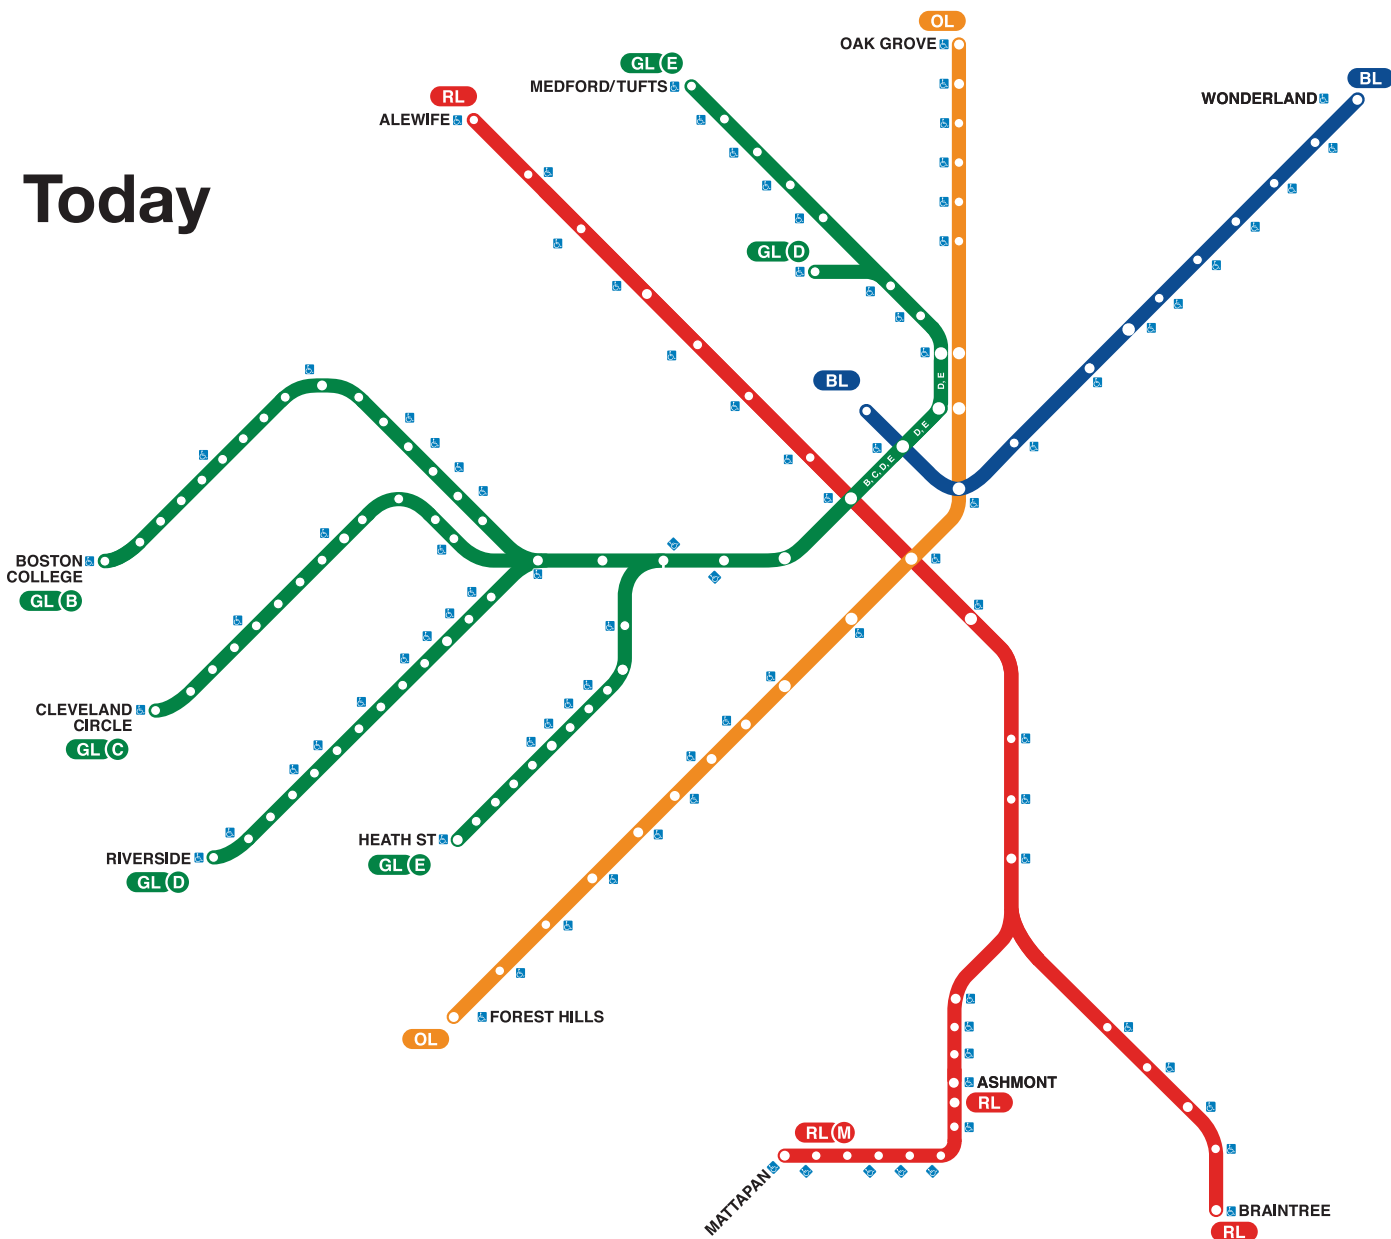 OL
OAK GROVE
GL E
MEDFORD/TUFTS
BL
WONDERLAND
RL
ALEWIFE
Today
GL D
D, E
BL
D, E
B, C, D, E
BOSTON
COLLEGE
GL B
CLEVELAND
CIRCLE
GL C
RIVERSIDE
GL D
HEATH ST
GL E
FOREST HILLS
OL
ASHMONT
RL
RL M
MATTAPAN
BRAINTREE
RL